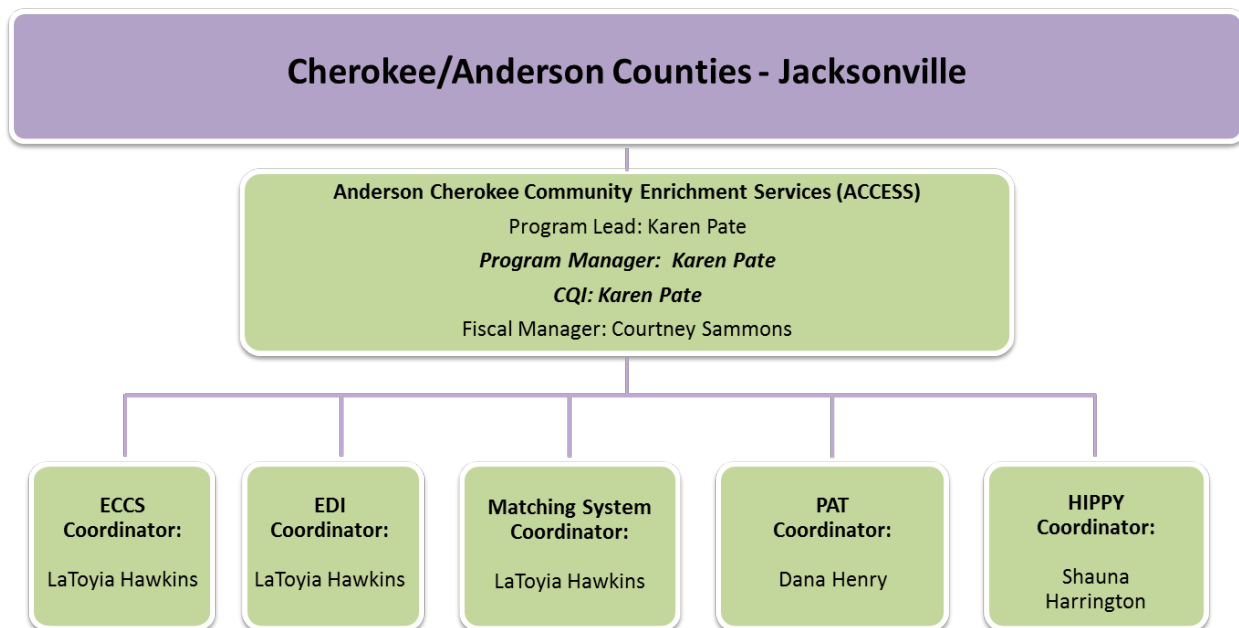 Cherokee/Anderson Counties - Jacksonville
Anderson Cherokee Community Enrichment Services (ACCESS)
Program Lead: Karen Pate
Program Manager:  Karen Pate
CQI: Karen Pate
Fiscal Manager: Courtney Sammons
ECCS
Coordinator:
LaToyia Hawkins
EDI
Coordinator:
LaToyia Hawkins
Matching System
Coordinator:
LaToyia Hawkins
PAT
Coordinator:
Dana Henry
HIPPY
Coordinator:
Shauna
Harrington